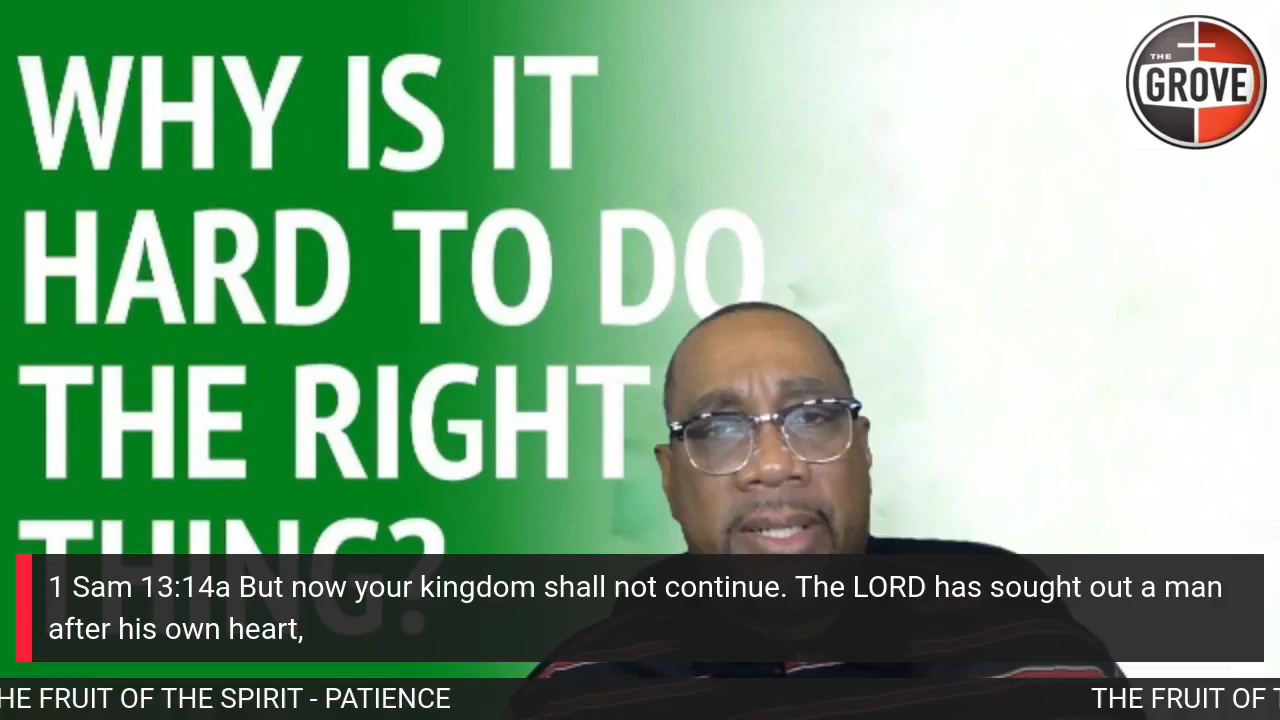 WHY IS IT
HARD TO DO
THE RIGHT
THING?
THE
GROVE
1 Sam 13:14a But now your kingdom shall not continue. The LORD has sought out a man
after his own heart,
HE FRUIT OF THE SPIRIT - PATIENCE
THE FRUIT OF T